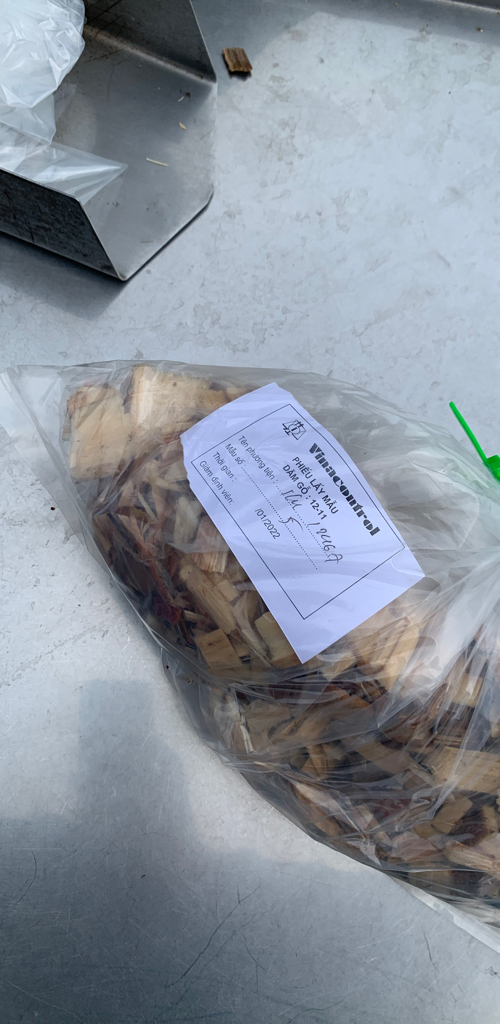 Vinacontrol
PHIẾU LẤY MẪU
DĂM GỖ : 12-11
Tên phương tiện :
Mẫu số : 5
Thời gian : /01/2022
Giám định viên: